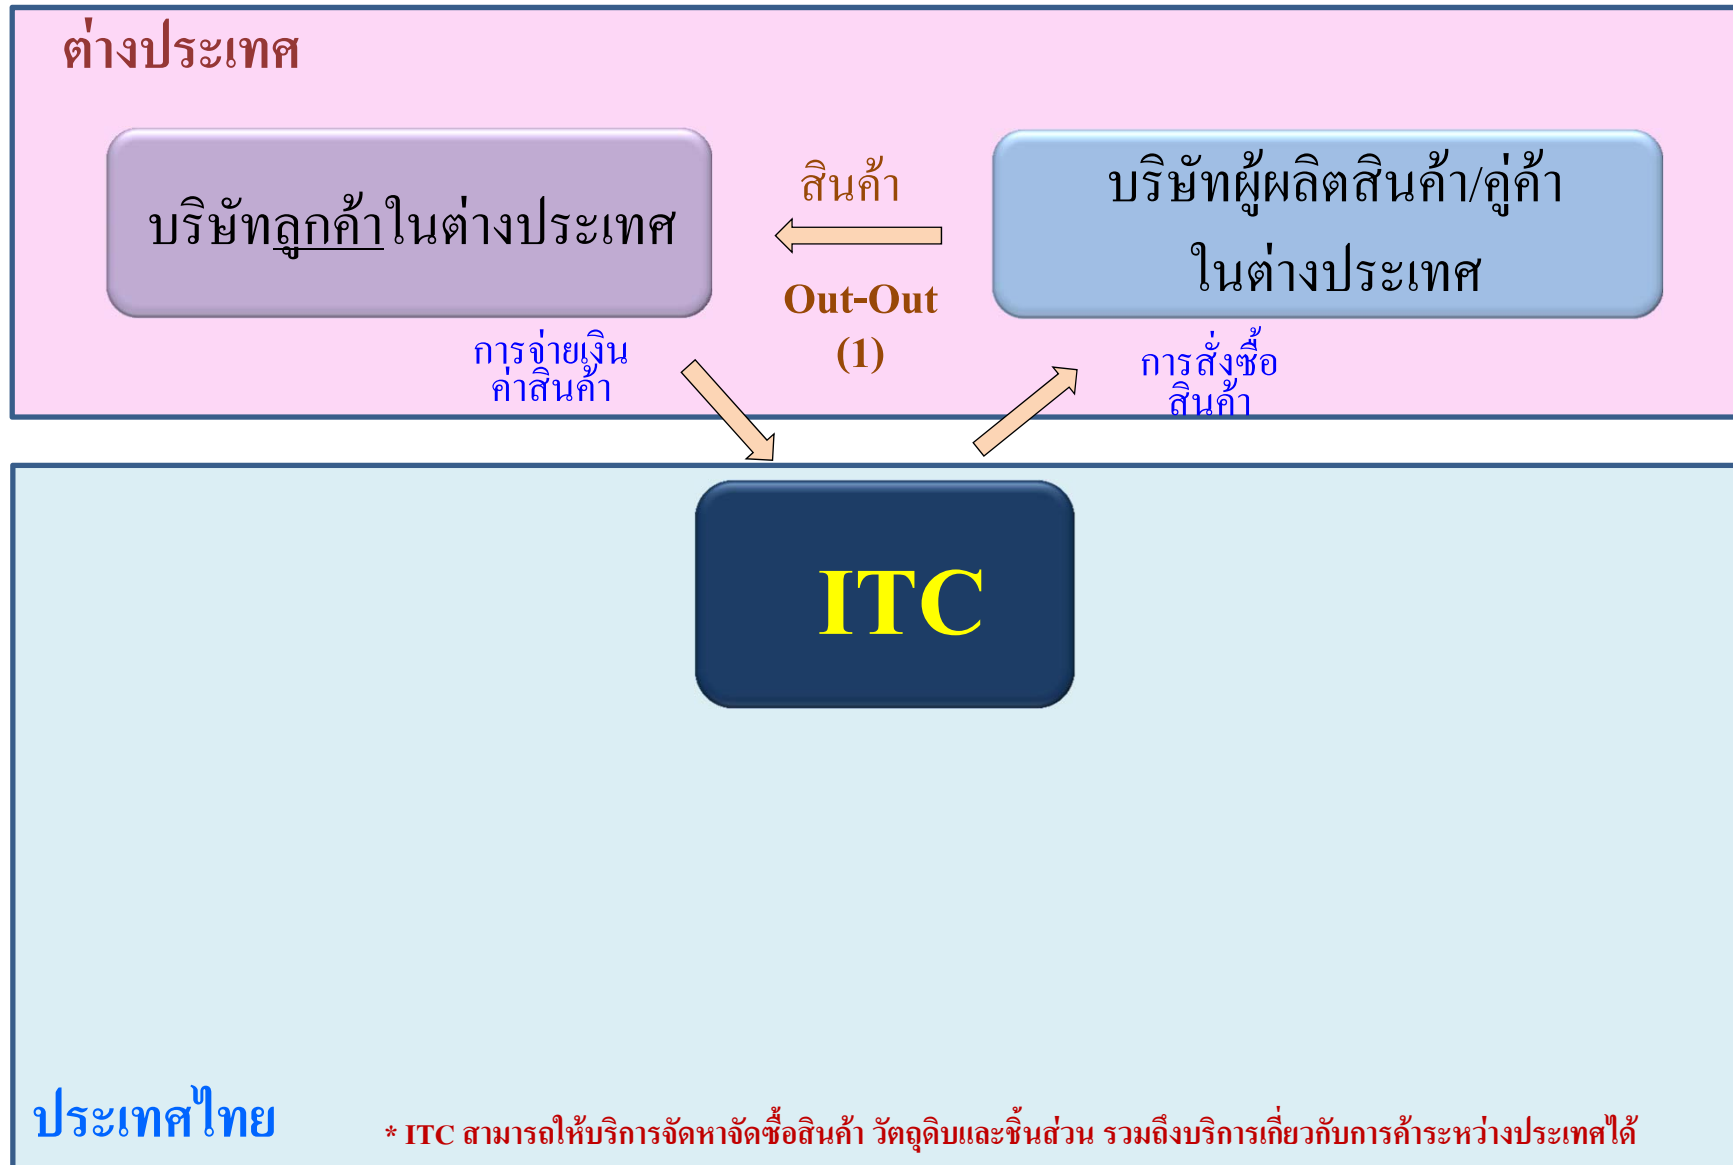 ต่างประเทศ
บริษัทลูกค้าในต่างประเทศ
สินค้า
Out-Out
(1)
บริษัทผู้ผลิตสินค้า/คู่ค้า
ในต่างประเทศ
การจ่ายเงิน
ค่าสินค้า
การสั่งซื้อ
สินค้า
ITC
ประเทศไทย
* ITC สามารถให้บริการจัดหาจัดซื้อสินค้า วัตถุดิบและชิ้นส่วน รวมถึงบริการเกี่ยวกับการค้าระหว่างประเทศได้